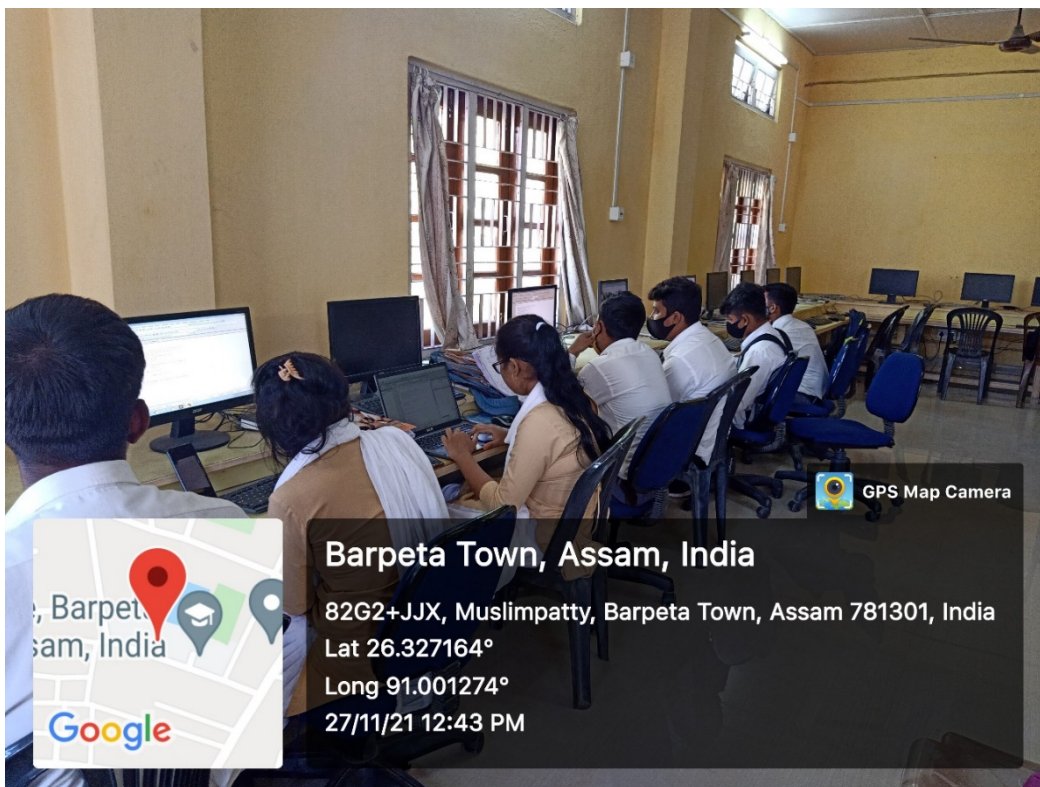 GPS Map Camera
Barpeta Town, Assam, India
82G2+JJX, Muslimpatty, Barpeta Town, Assam 781301, India
Lat 26.327164°
Long 91.001274°
27/11/21 12:43 PM
, Barpet
sam, India
Google